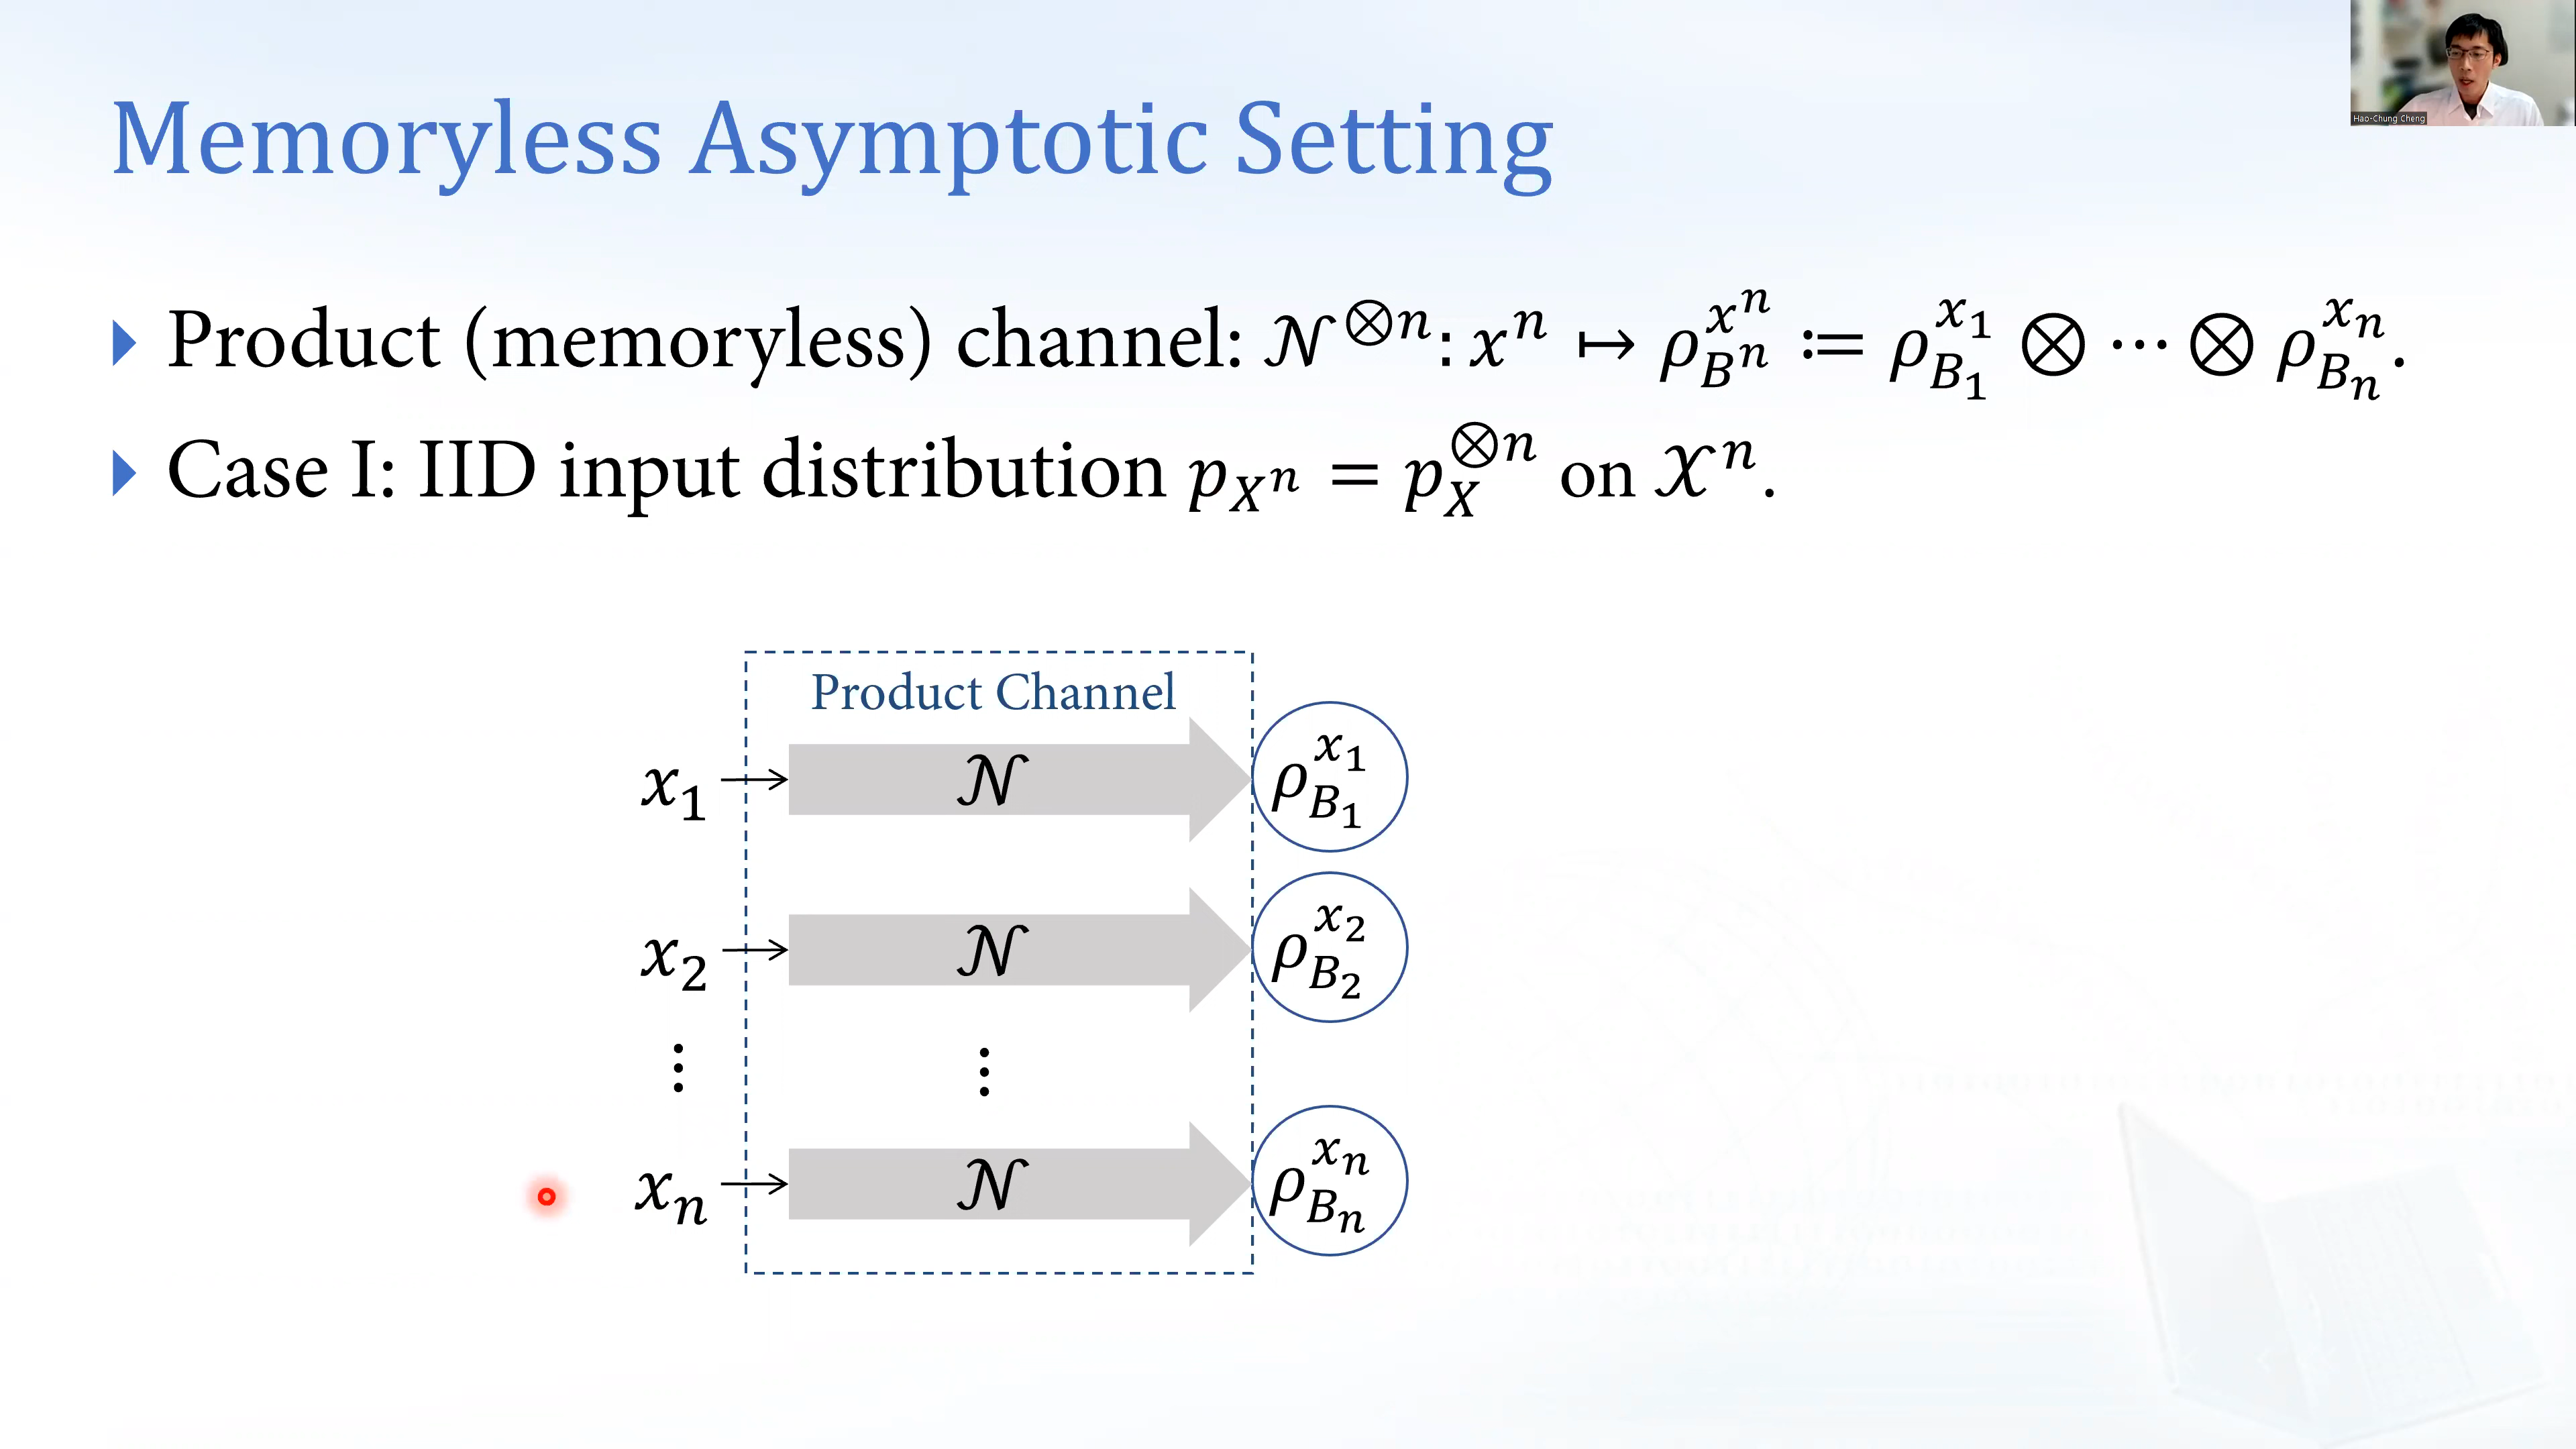 Hao-Chung Cheng
Memoryless Asymptotic Setting
Product (memoryless) channel: 𝒩^{⊗n}: x^n ↦ ρ_{B^n}^{x^n} ≔ ρ_{B_1}^{x_1} ⊗ ⋯ ⊗ ρ_{B_n}^{x_n}.
Case I: IID input distribution p_{X^n} = p_X^{⊗n} on 𝒳^n.
Product Channel
x_1 𝒩 ρ_{B_1}^{x_1}
x_2 𝒩 ρ_{B_2}^{x_2}
⋮ ⋮
x_n 𝒩 ρ_{B_n}^{x_n}